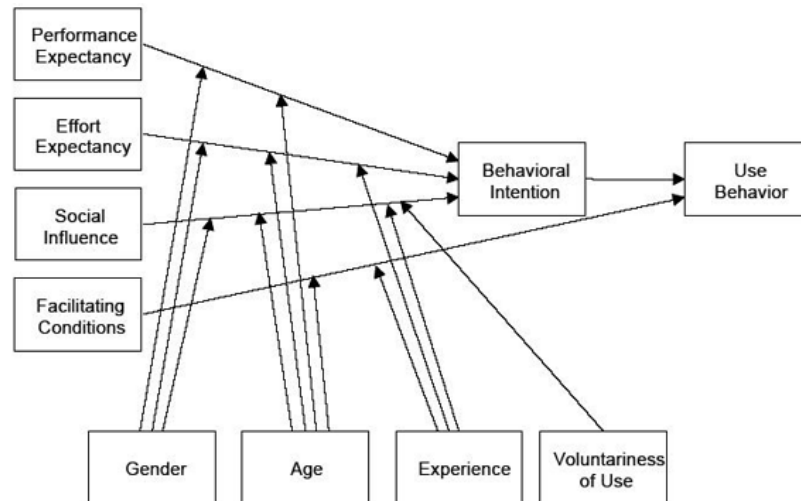 Performance
Expectancy
Effort
Expectancy
Social
Influence
Facilitating
Conditions
Behavioral
Intention
Use
Behavior
Gender
Age
Experience
Voluntariness
of Use